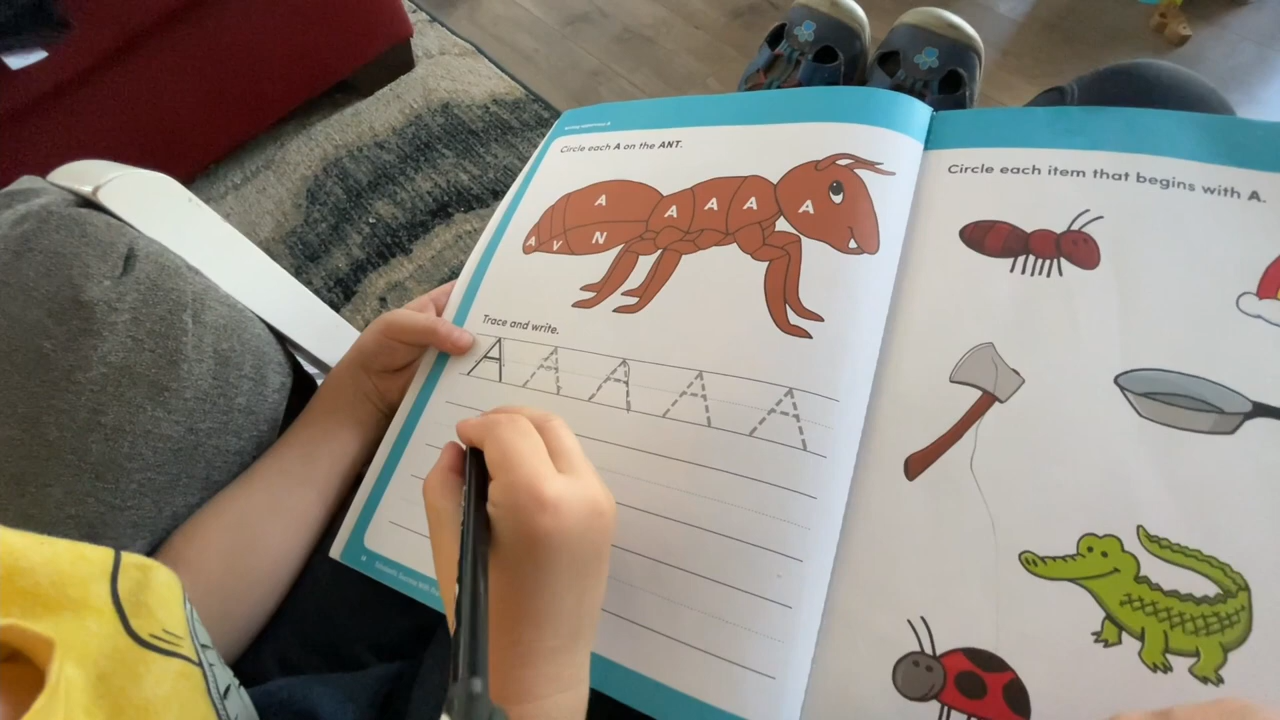 Circle each A on the ANT.
A
A A A A
A V N
Trace and write.
A A A A A
Circle each item that begins with A.